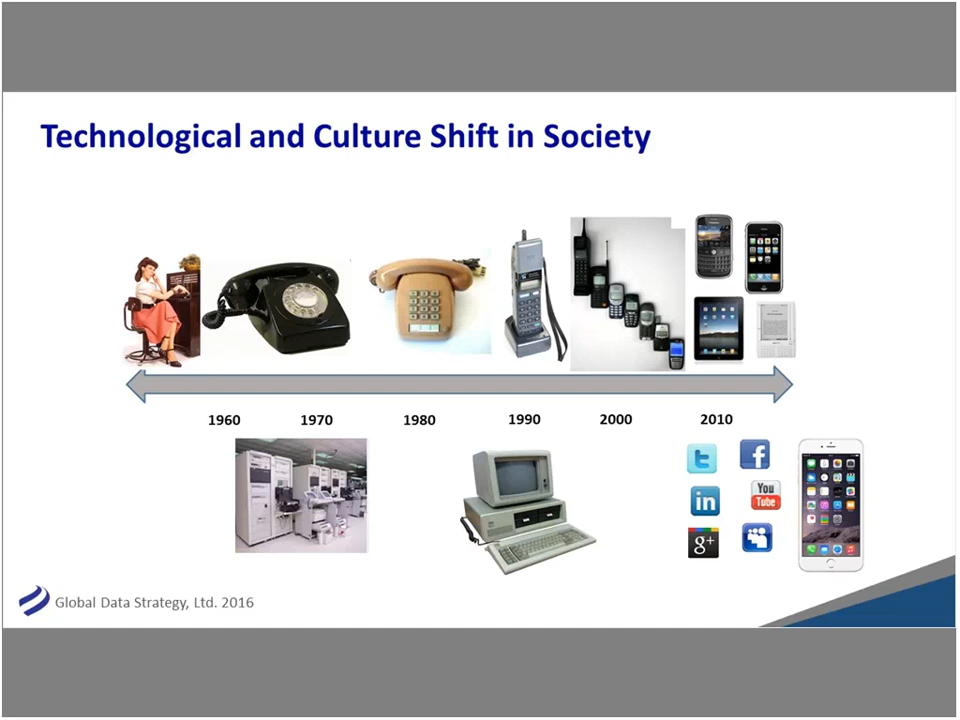 Technological and Culture Shift in Society
1960 1970 1980 1990 2000 2010
in
You
Tube
g+
Global Data Strategy, Ltd. 2016